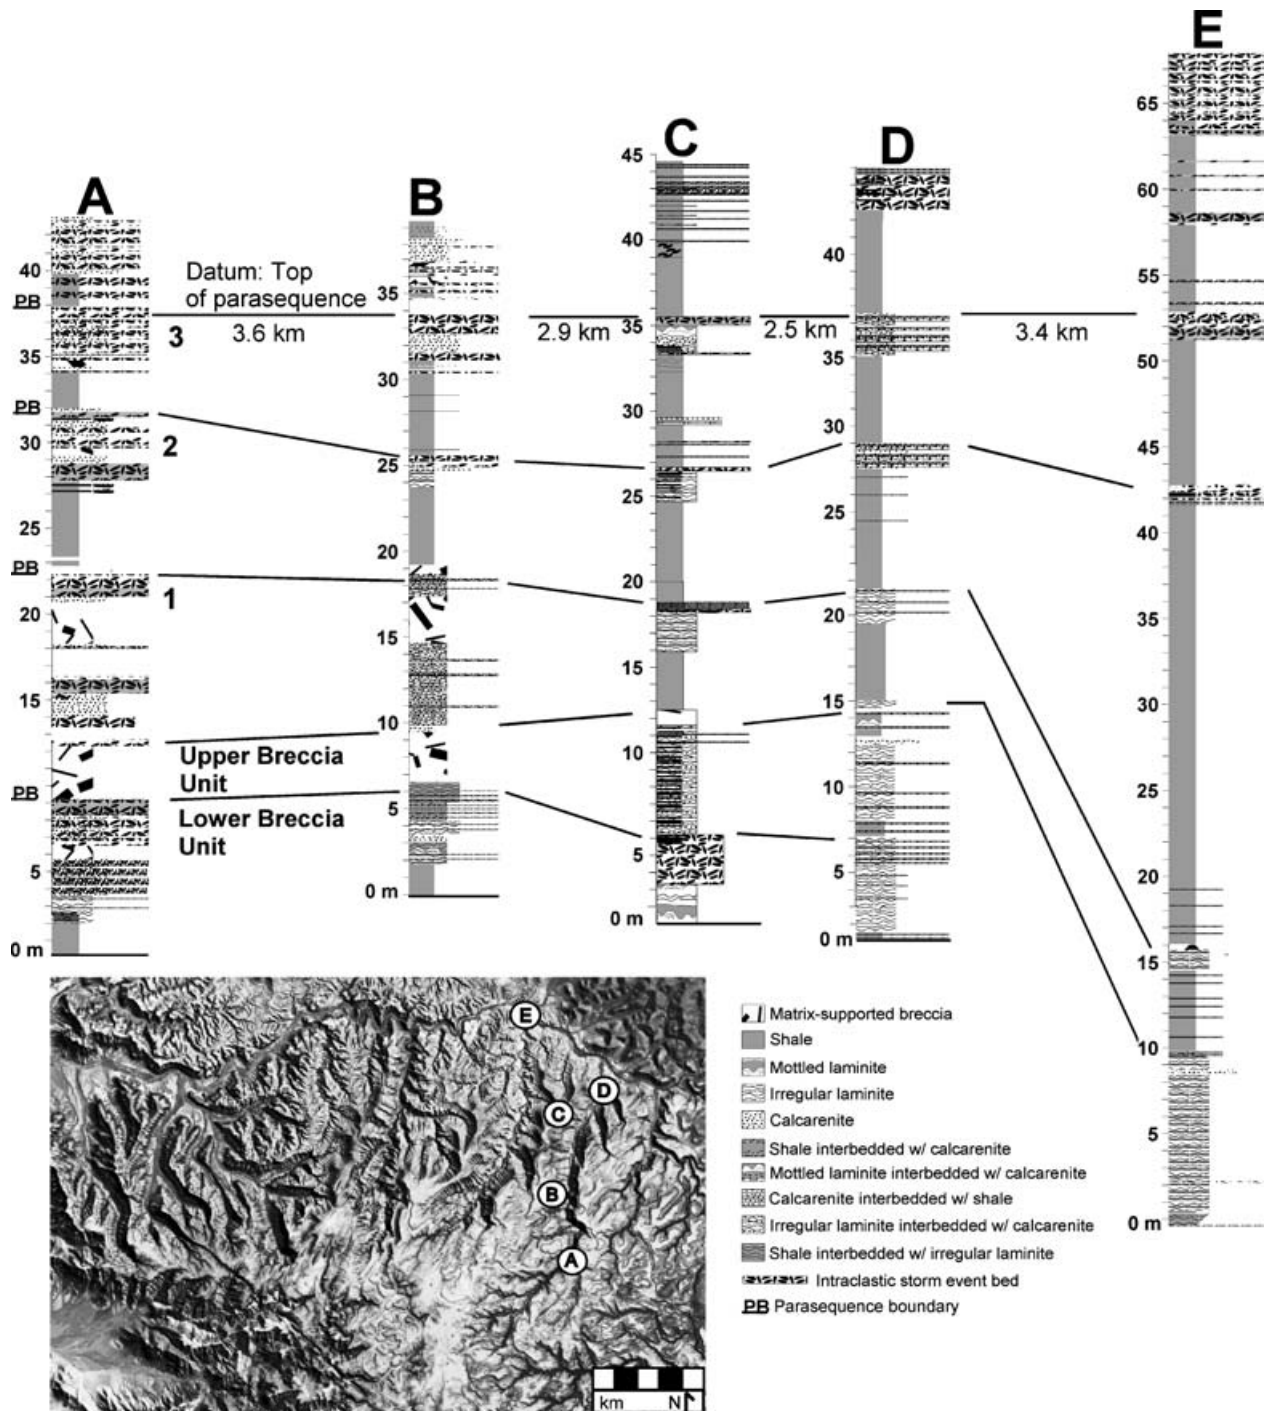 E
C
D
A
B
65
60
55
50
45
40
35
30
25
20
15
10
5
0 m
45
40
35
30
25
20
15
10
5
0 m
40
35
30
25
20
15
10
5
0 m
35
30
25
20
15
10
5
0 m
40
35
30
25
20
15
5
0 m
PB
PB
PB
PB
Datum: Top
of parasequence
3.6 km
2.9 km
2.5 km
3.4 km
3
2
1
Upper Breccia
Unit
Lower Breccia
Unit
E
D
C
B
A
km N
Matrix-supported breccia
Shale
Mottled laminite
Irregular laminite
Calcarenite
Shale interbedded w/ calcarenite
Mottled laminite interbedded w/ calcarenite
Calcarenite interbedded w/ shale
Irregular laminite interbedded w/ calcarenite
Shale interbedded w/ irregular laminite
Intraclastic storm event bed
PB Parasequence boundary